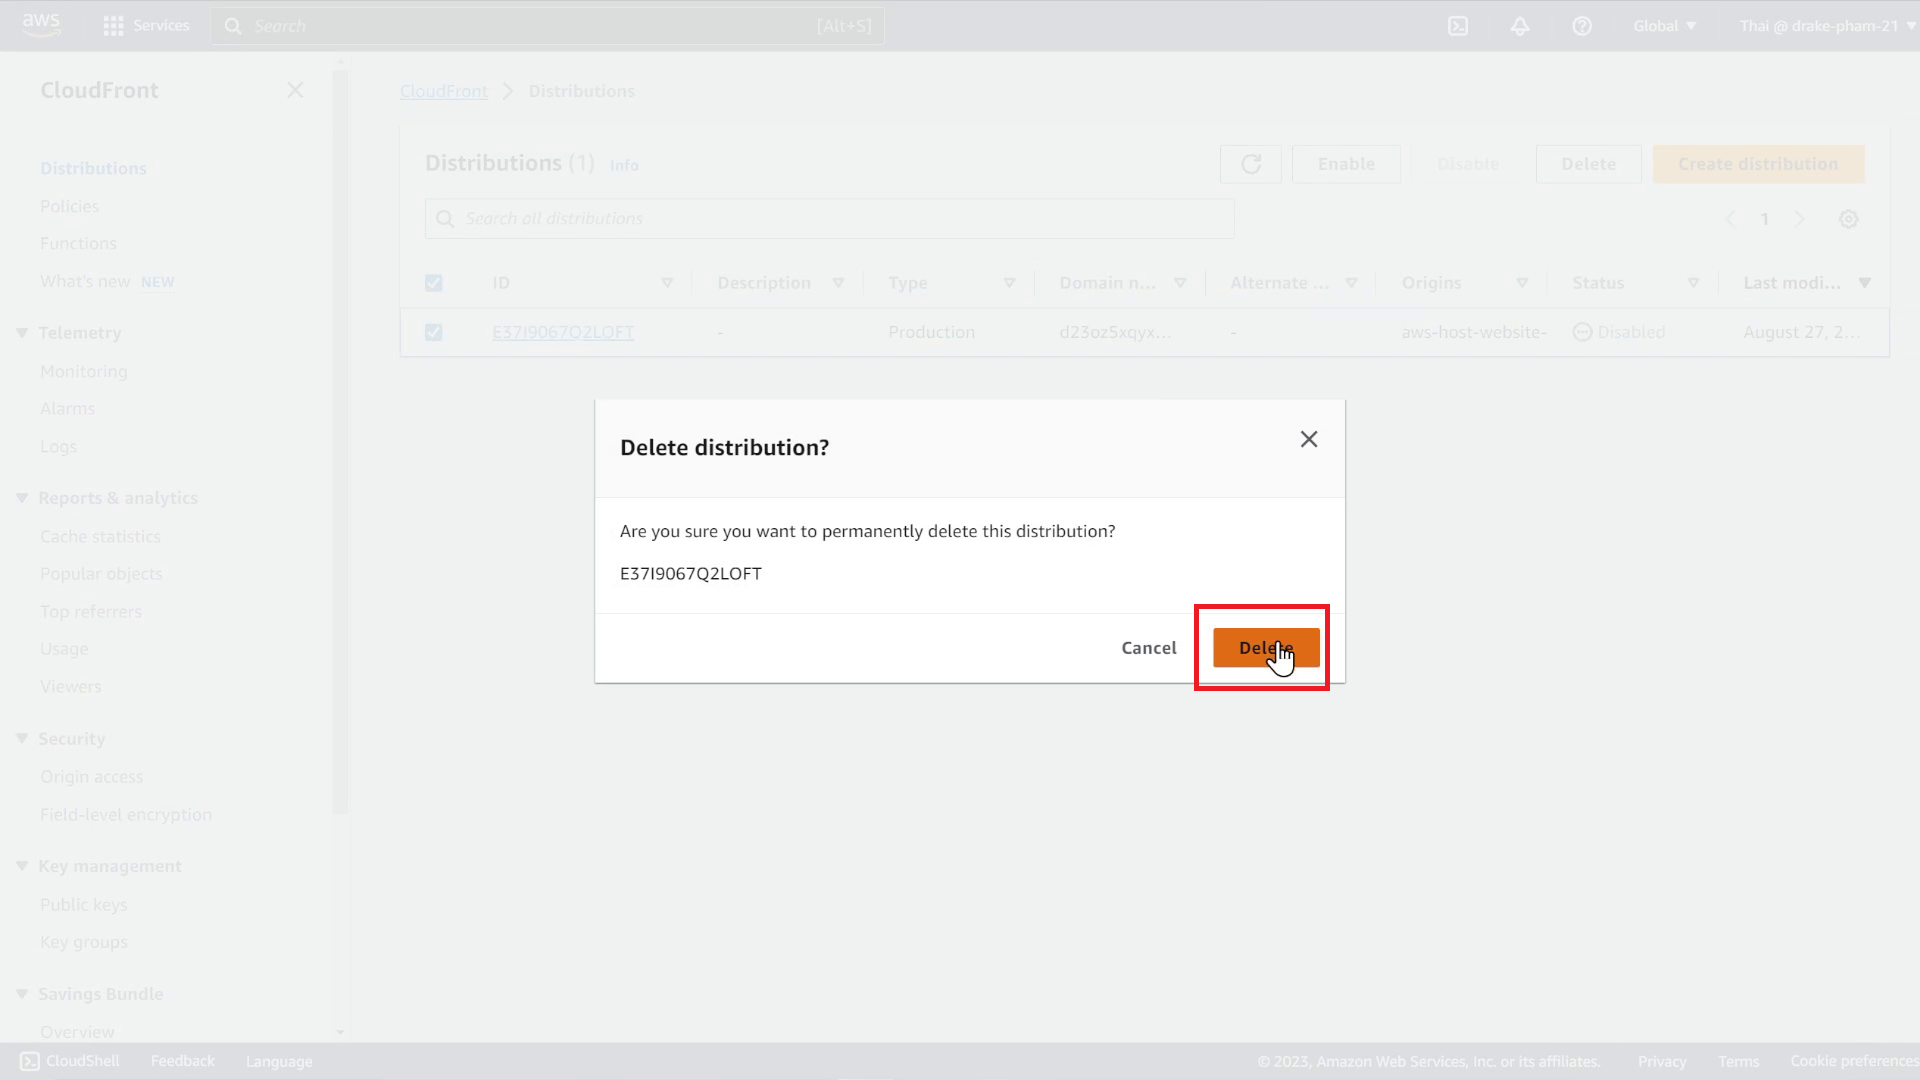 aws
Services
Search
[Alt+S]
Global
Thai @ drake-pham-21
CloudFront
Distributions
Policies
Functions
What's new NEW
Telemetry
Monitoring
Alarms
Logs
Reports & analytics
Cache statistics
Popular objects
Top referrers
Usage
Viewers
Security
Origin access
Field-level encryption
Key management
Public keys
Key groups
Savings Bundle
Overview
CloudFront > Distributions
Distributions (1) Info
Enable
Disable
Delete
Create distribution
Search all distributions
1
ID Description Type Domain n... Alternate ... Origins Status Last modi...
E37I9067Q2LOFT - Production d23oz5xqyx... - aws-host-website- Disabled August 27, 2...
Delete distribution?
Are you sure you want to permanently delete this distribution?
E37I9067Q2LOFT
Cancel
Delete
CloudShell
Feedback
Language
© 2023, Amazon Web Services, Inc. or its affiliates.
Privacy
Terms
Cookie preferences